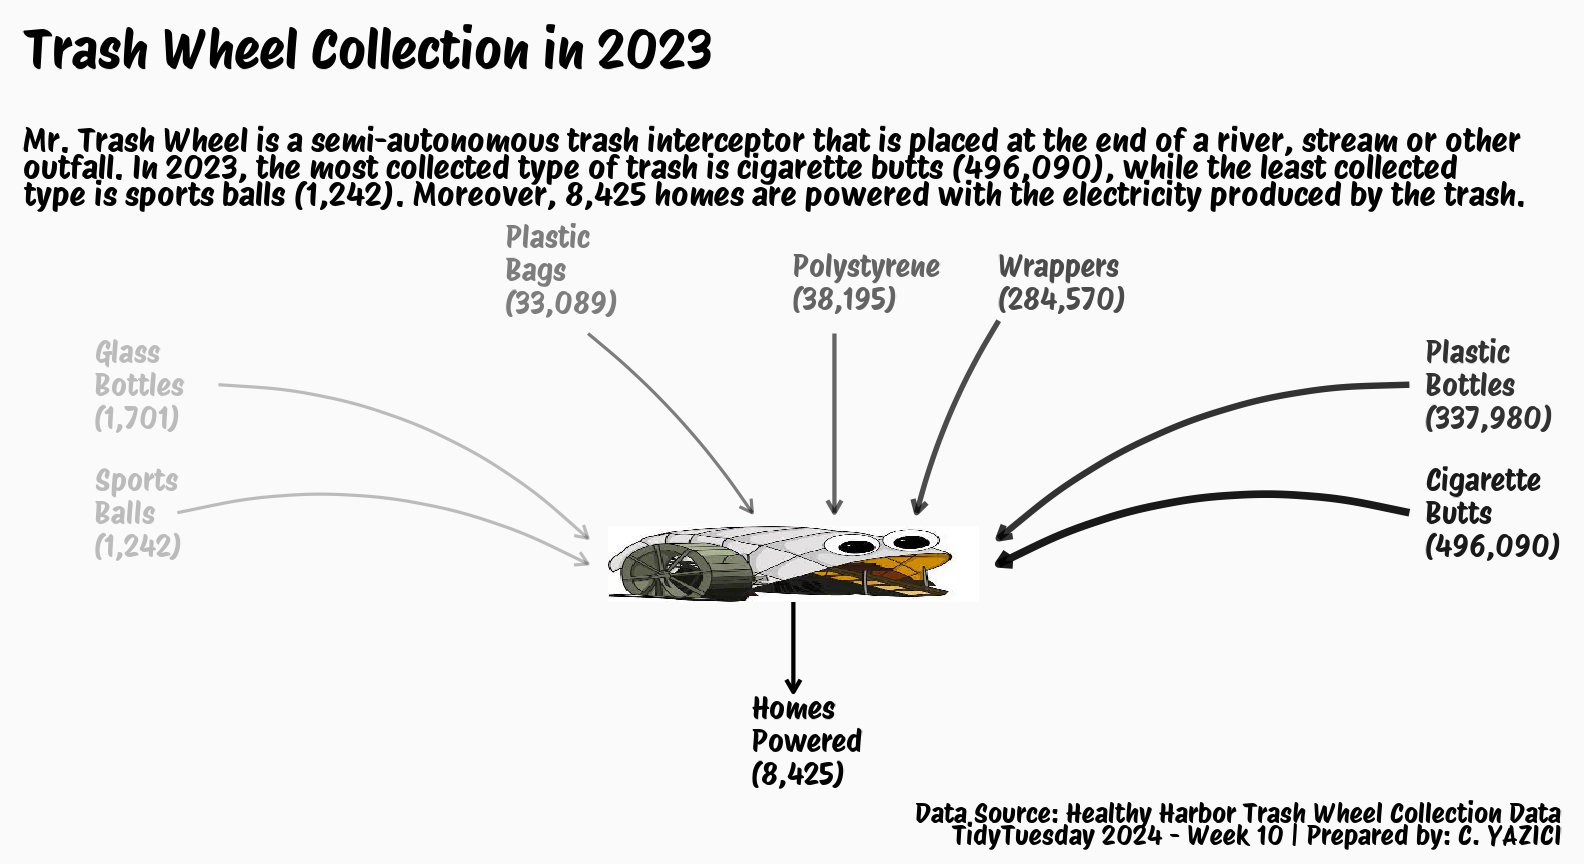 Trash Wheel Collection in 2023
Mr. Trash Wheel is a semi-autonomous trash interceptor that is placed at the end of a river, stream or other
outfall. In 2023, the most collected type of trash is cigarette butts (496,090), while the least collected
type is sports balls (1,242). Moreover, 8,425 homes are powered with the electricity produced by the trash.
Plastic
Bags
(33,089)
Polystyrene
(38,195)
Wrappers
(284,570)
Glass
Bottles
(1,701)
Plastic
Bottles
(337,980)
Sports
Balls
(1,242)
Cigarette
Butts
(496,090)
Homes
Powered
(8,425)
Data Source: Healthy Harbor Trash Wheel Collection Data
TidyTuesday 2024 - Week 10 | Prepared by: C. YAZICI